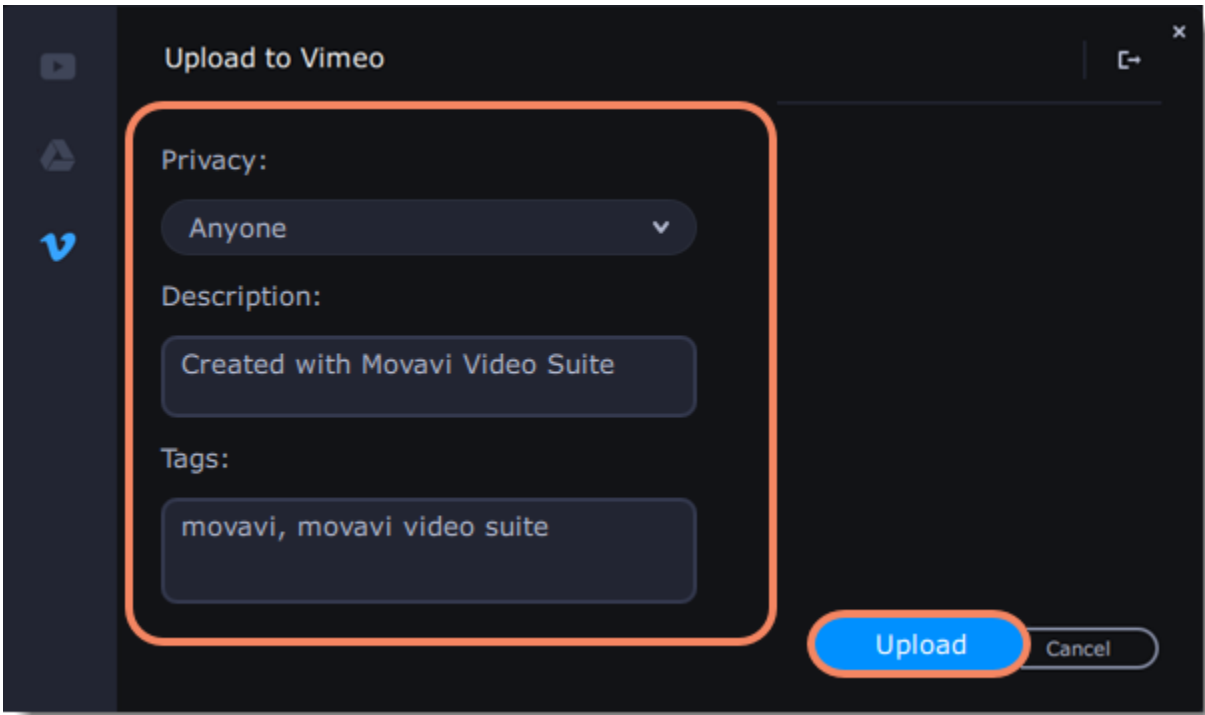 Upload to Vimeo
Privacy:
Anyone
Description:
Created with Movavi Video Suite
Tags:
movavi, movavi video suite
Upload
Cancel